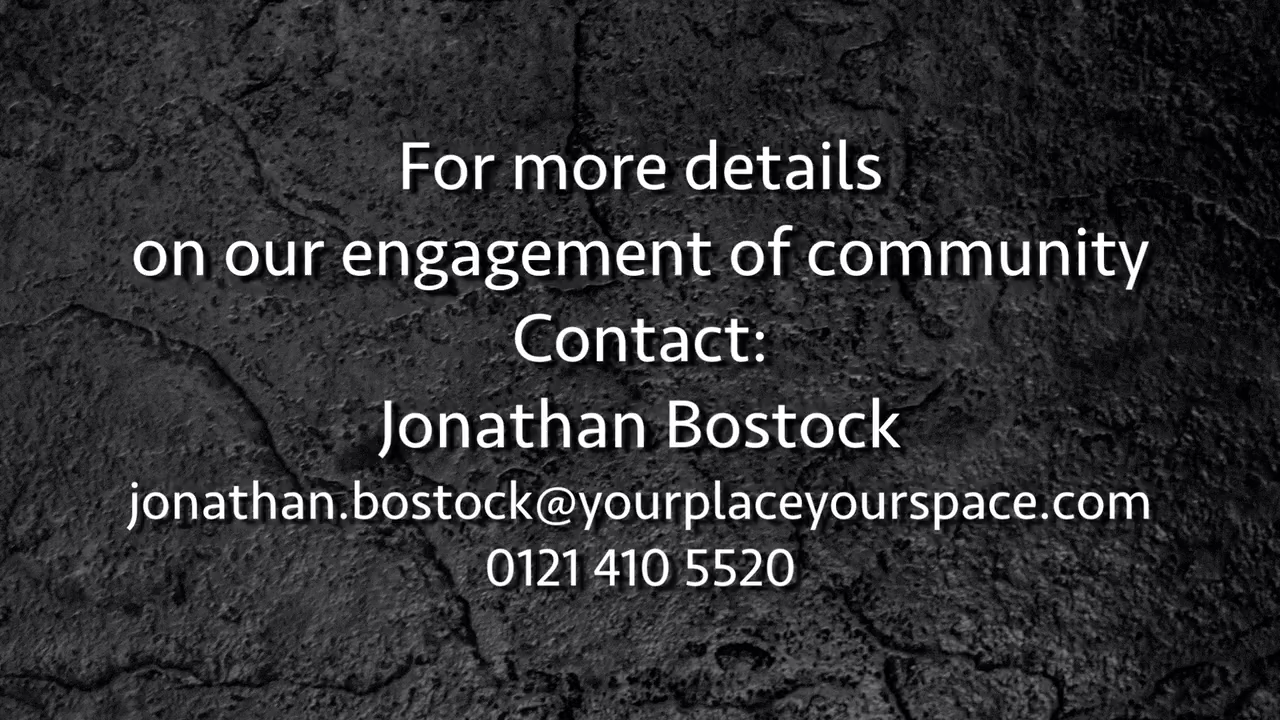 For more details
on our engagement of community
Contact:
Jonathan Bostock
jonathan.bostock@yourplaceyourspace.com
0121 410 5520